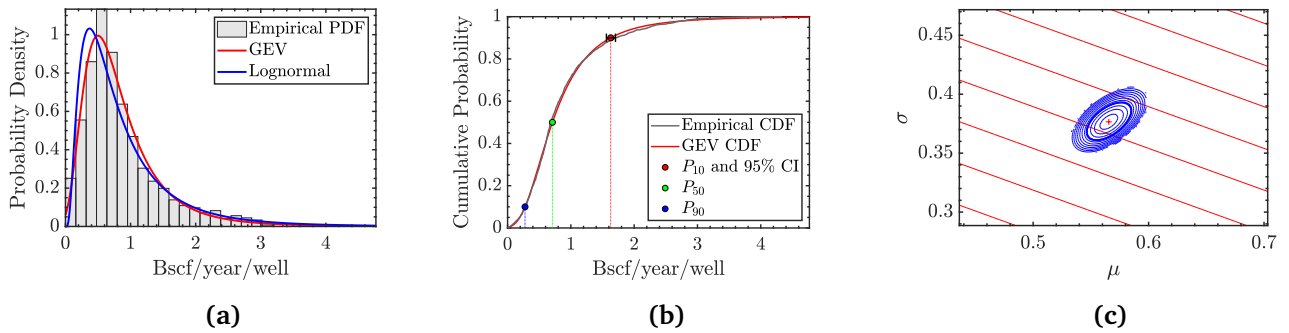 Probability Density
1
0.8
0.6
0.4
0.2
0
0 1 2 3 4
Bscf/year/well
Empirical PDF
GEV
Lognormal
(a)
Cumulative Probability
1
0.8
0.6
0.4
0.2
0
0 1 2 3 4
Bscf/year/well
Empirical CDF
GEV CDF
P₁₀ and 95% CI
P₅₀
P₉₀
(b)
σ
0.45
0.4
0.35
0.3
0.5 0.6 0.7
μ
(c)